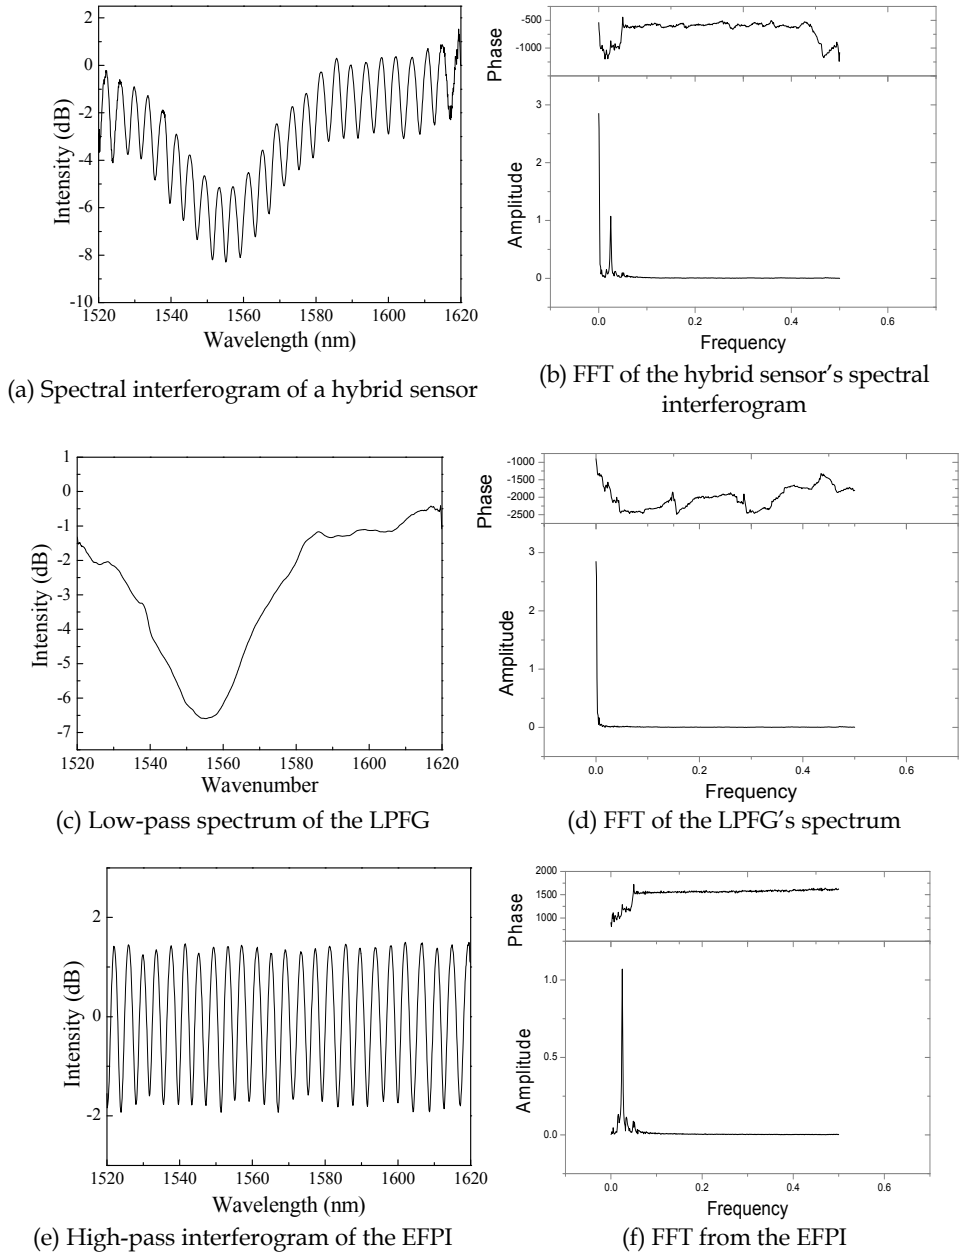 2
0
-2
-4
-6
-8
-10
Intensity (dB)
1520 1540 1560 1580 1600 1620
Wavelength (nm)
(a) Spectral interferogram of a hybrid sensor
-500
-1000
Phase
3
2
1
0
Amplitude
0.0 0.2 0.4 0.6
Frequency
(b) FFT of the hybrid sensor's spectral
interferogram
1
0
-1
-2
-3
-4
-5
-6
-7
Intensity (dB)
1520 1540 1560 1580 1600 1620
Wavenumber
(c) Low-pass spectrum of the LPFG
-1000
-1500
-2000
-2500
Phase
3
2
1
0
Amplitude
0.0 0.2 0.4 0.6
Frequency
(d) FFT of the LPFG's spectrum
2
0
-2
Intensity (dB)
1520 1540 1560 1580 1600 1620
Wavelength (nm)
(e) High-pass interferogram of the EFPI
2000
1500
1000
Phase
1.0
0.5
0.0
Amplitude
0.0 0.2 0.4 0.6
Frequency
(f) FFT from the EFPI